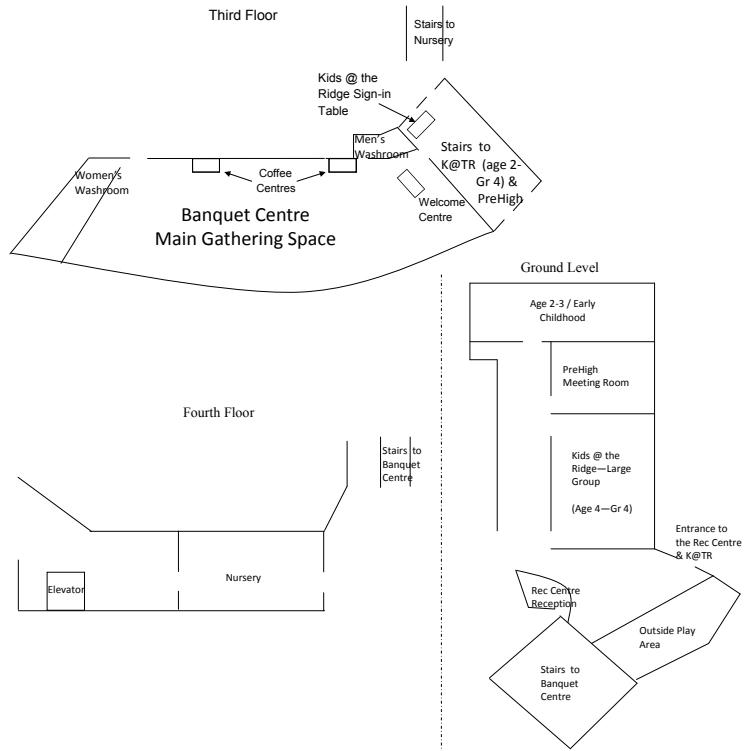 Third Floor
Stairs to
Nursery
Kids @ the
Ridge Sign-in
Table
Men's
Washroom
Stairs to
K@TR (age 2-
Gr 4) &
PreHigh
Women's
Washroom
Coffee
Centres
Welcome
Centre
Banquet Centre
Main Gathering Space
Ground Level
Age 2-3 / Early
Childhood
PreHigh
Meeting Room
Kids @ the
Ridge—Large
Group
(Age 4—Gr 4)
Entrance to
the Rec Centre
& K@TR
Rec Centre
Reception
Outside Play
Area
Stairs to
Banquet
Centre
Fourth Floor
Stairs to
Banquet
Centre
Nursery
Elevator